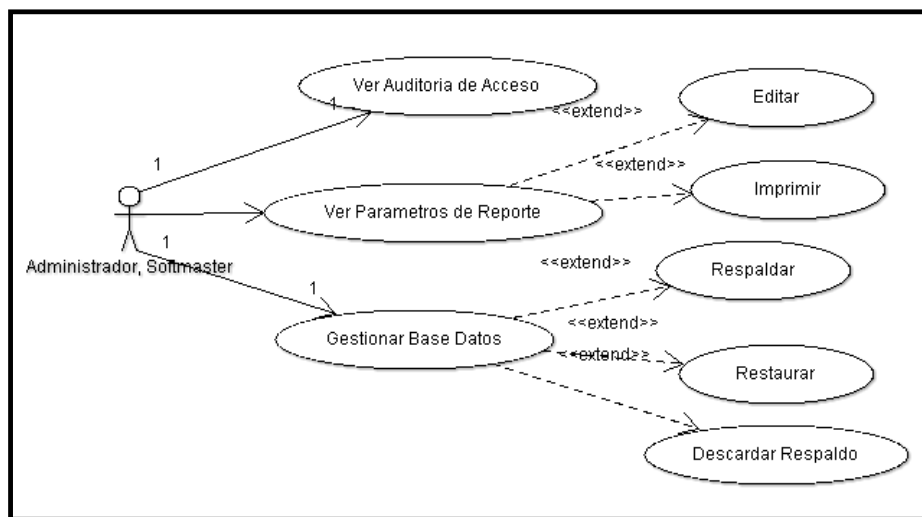 Ver Auditoria de Acceso
1
<<extend>>
Editar
1
<<extend>>
Imprimir
Ver Parametros de Reporte
1
Administrador, Softmaster
<<extend>>
Respaldar
1
<<extend>>
Gestionar Base Datos
<<extend>>
Restaurar
Descardar Respaldo